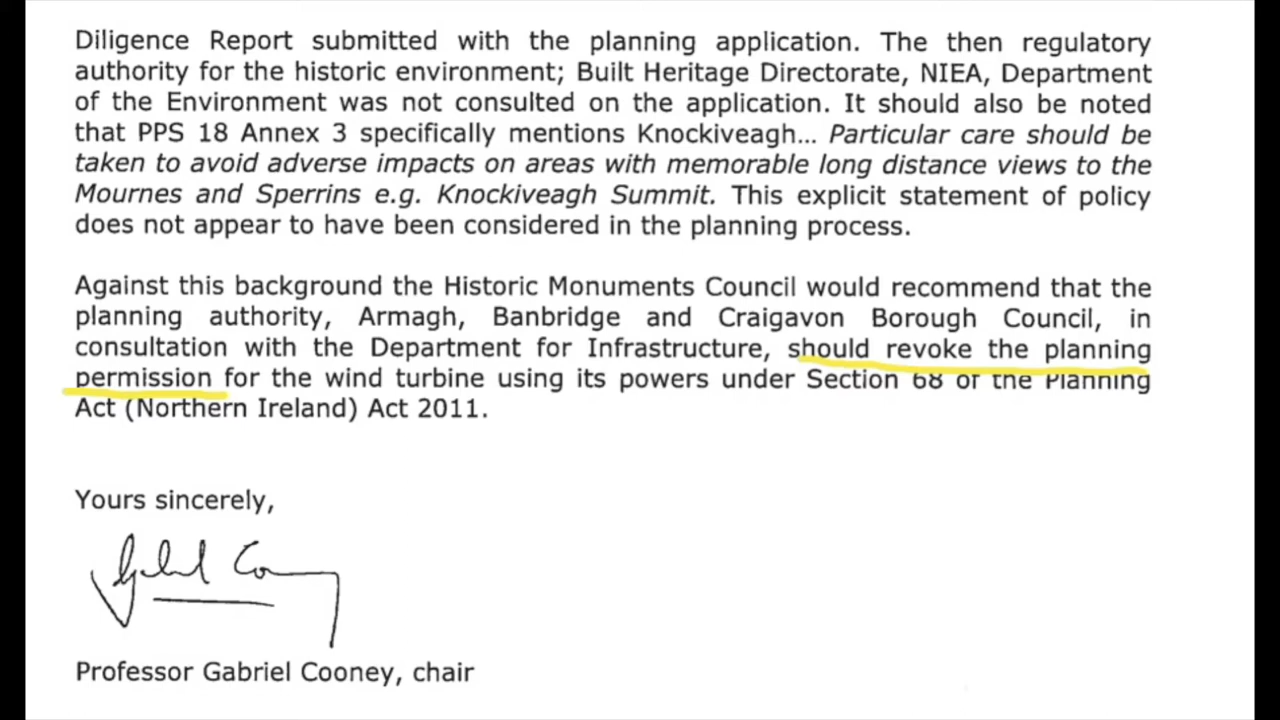 Diligence Report submitted with the planning application. The then regulatory
authority for the historic environment; Built Heritage Directorate, NIEA, Department
of the Environment was not consulted on the application. It should also be noted
that PPS 18 Annex 3 specifically mentions Knockiveagh… Particular care should be
taken to avoid adverse impacts on areas with memorable long distance views to the
Mournes and Sperrins e.g. Knockiveagh Summit. This explicit statement of policy
does not appear to have been considered in the planning process.
Against this background the Historic Monuments Council would recommend that the
planning authority, Armagh, Banbridge and Craigavon Borough Council, in
consultation with the Department for Infrastructure, should revoke the planning
permission for the wind turbine using its powers under Section 68 of the Planning
Act (Northern Ireland) Act 2011.
Yours sincerely,
Gabriel Cooney
Professor Gabriel Cooney, chair